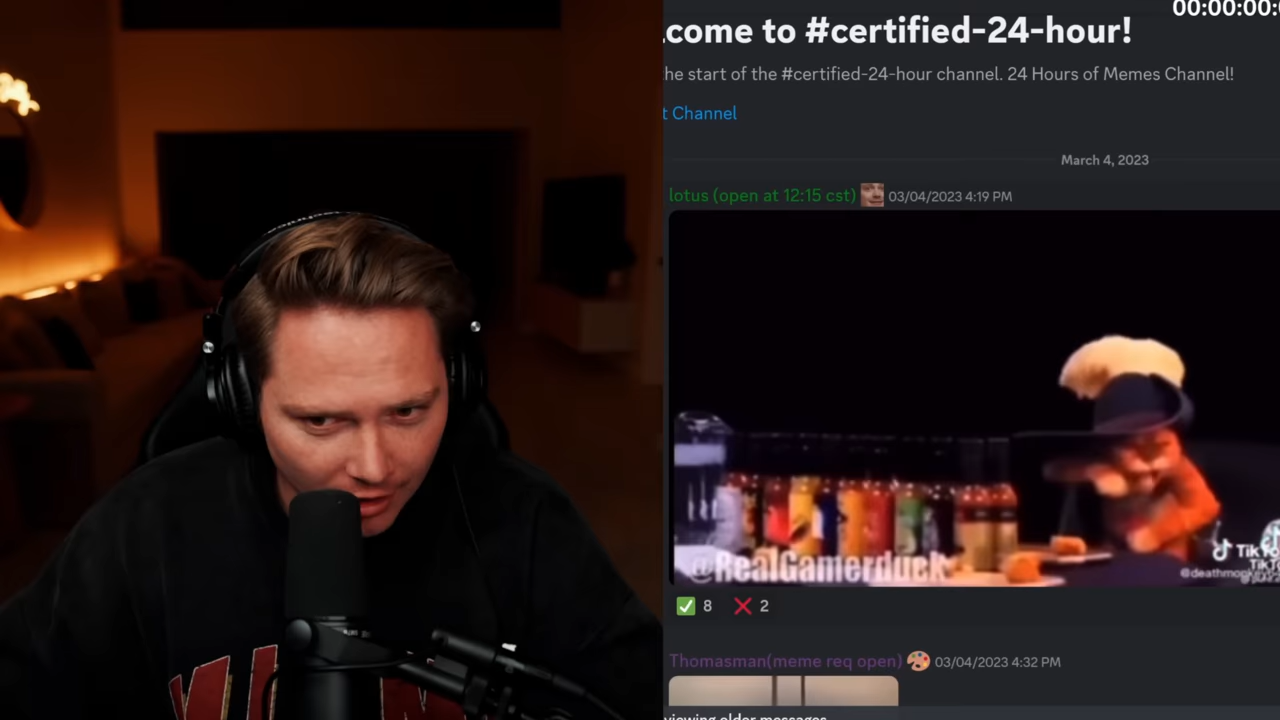 00:00:00:
come to #certified-24-hour!
he start of the #certified-24-hour channel. 24 Hours of Memes Channel!
t Channel
March 4, 2023
lotus (open at 12:15 cst) 03/04/2023 4:19 PM
@RealGamerduck
TikTo
TikTo
8 2
Thomasman(meme req open) 03/04/2023 4:32 PM
viewing older messages